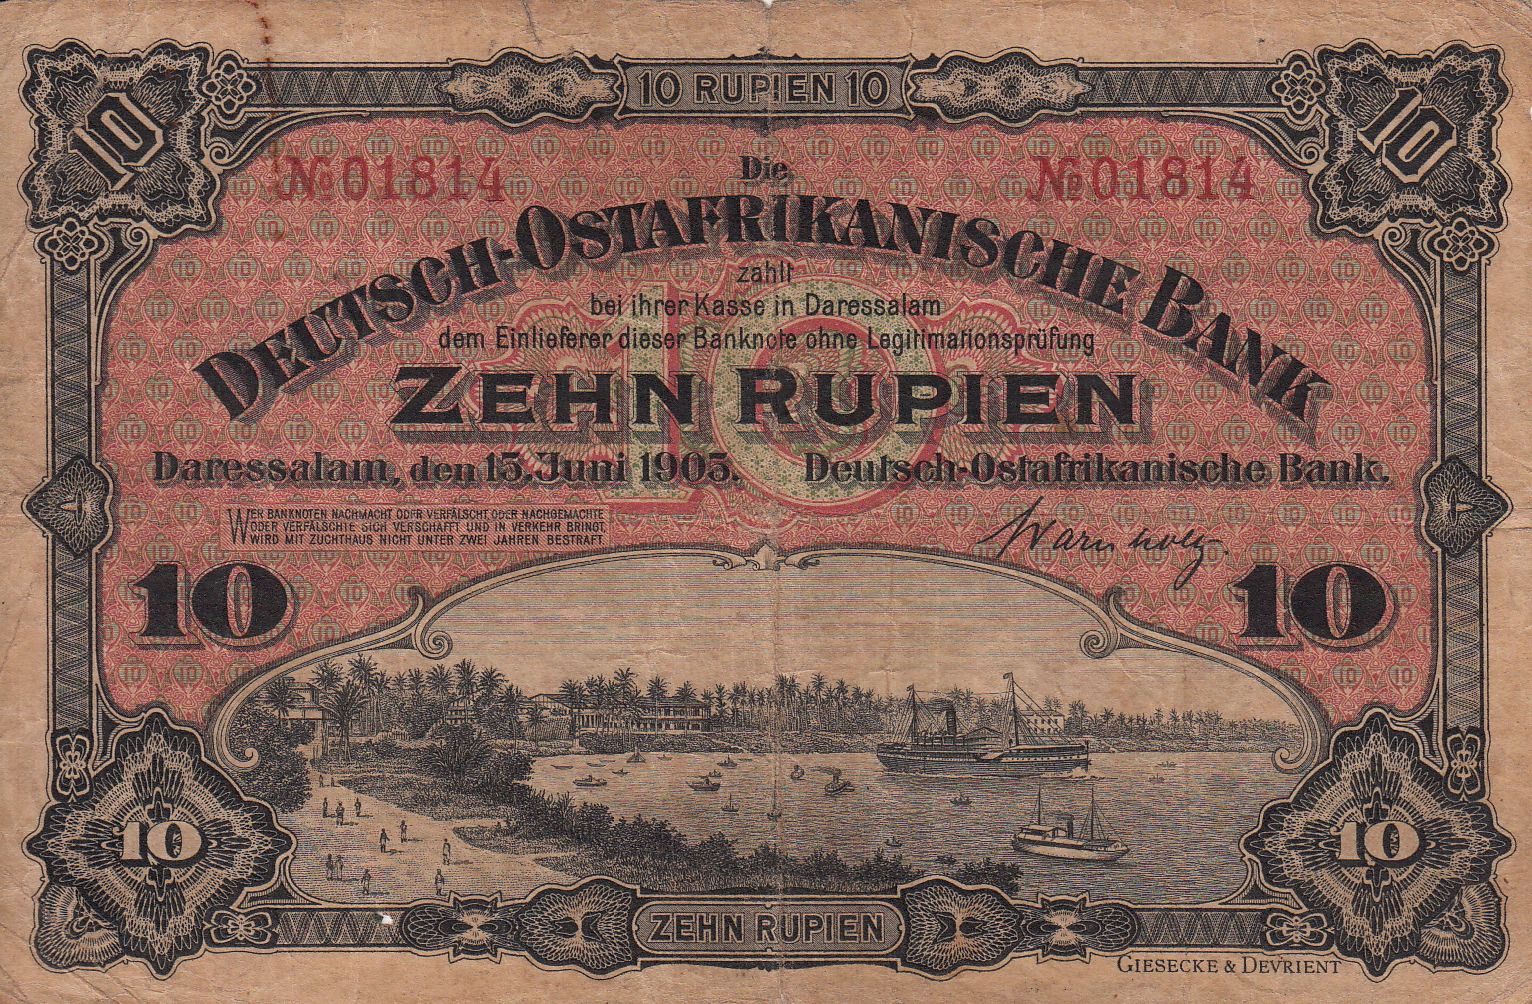 10
10 RUPIEN 10
10
№ 01814
Die
№ 01814
DEUTSCH-OSTAFRIKANISCHE BANK
zahlt
bei ihrer Kasse in Daressalam
dem Einlieferer dieser Banknote ohne Legitimationsprüfung
ZEHN RUPIEN
Daressalam, den 15. Juni 1905. Deutsch-Ostafrikanische Bank.
WER BANKNOTEN NACHMACHT ODER VERFÄLSCHT ODER NACHGEMACHTE
ODER VERFÄLSCHTE SICH VERSCHAFFT UND IN VERKEHR BRINGT,
WIRD MIT ZUCHTHAUS NICHT UNTER ZWEI JAHREN BESTRAFT.
10
10
10
10
ZEHN RUPIEN
GIESECKE & DEVRIENT